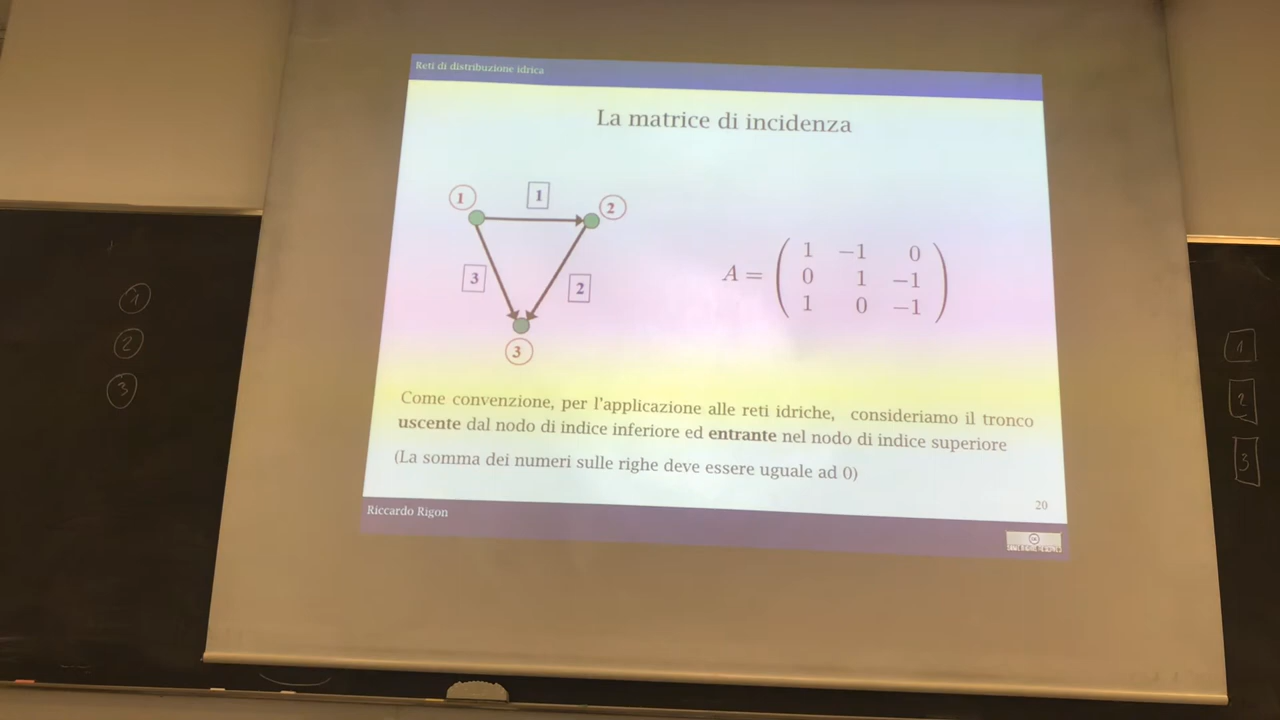 Reti di distribuzione idrica
La matrice di incidenza
1
1
2
3
2
3
A = ( 1 −1 0
0 1 −1
1 0 −1 )
Come convenzione, per l'applicazione alle reti idriche, consideriamo il tronco
uscente dal nodo di indice inferiore ed entrante nel nodo di indice superiore
(La somma dei numeri sulle righe deve essere uguale ad 0)
20
Riccardo Rigon
1
2
3
1
2
3